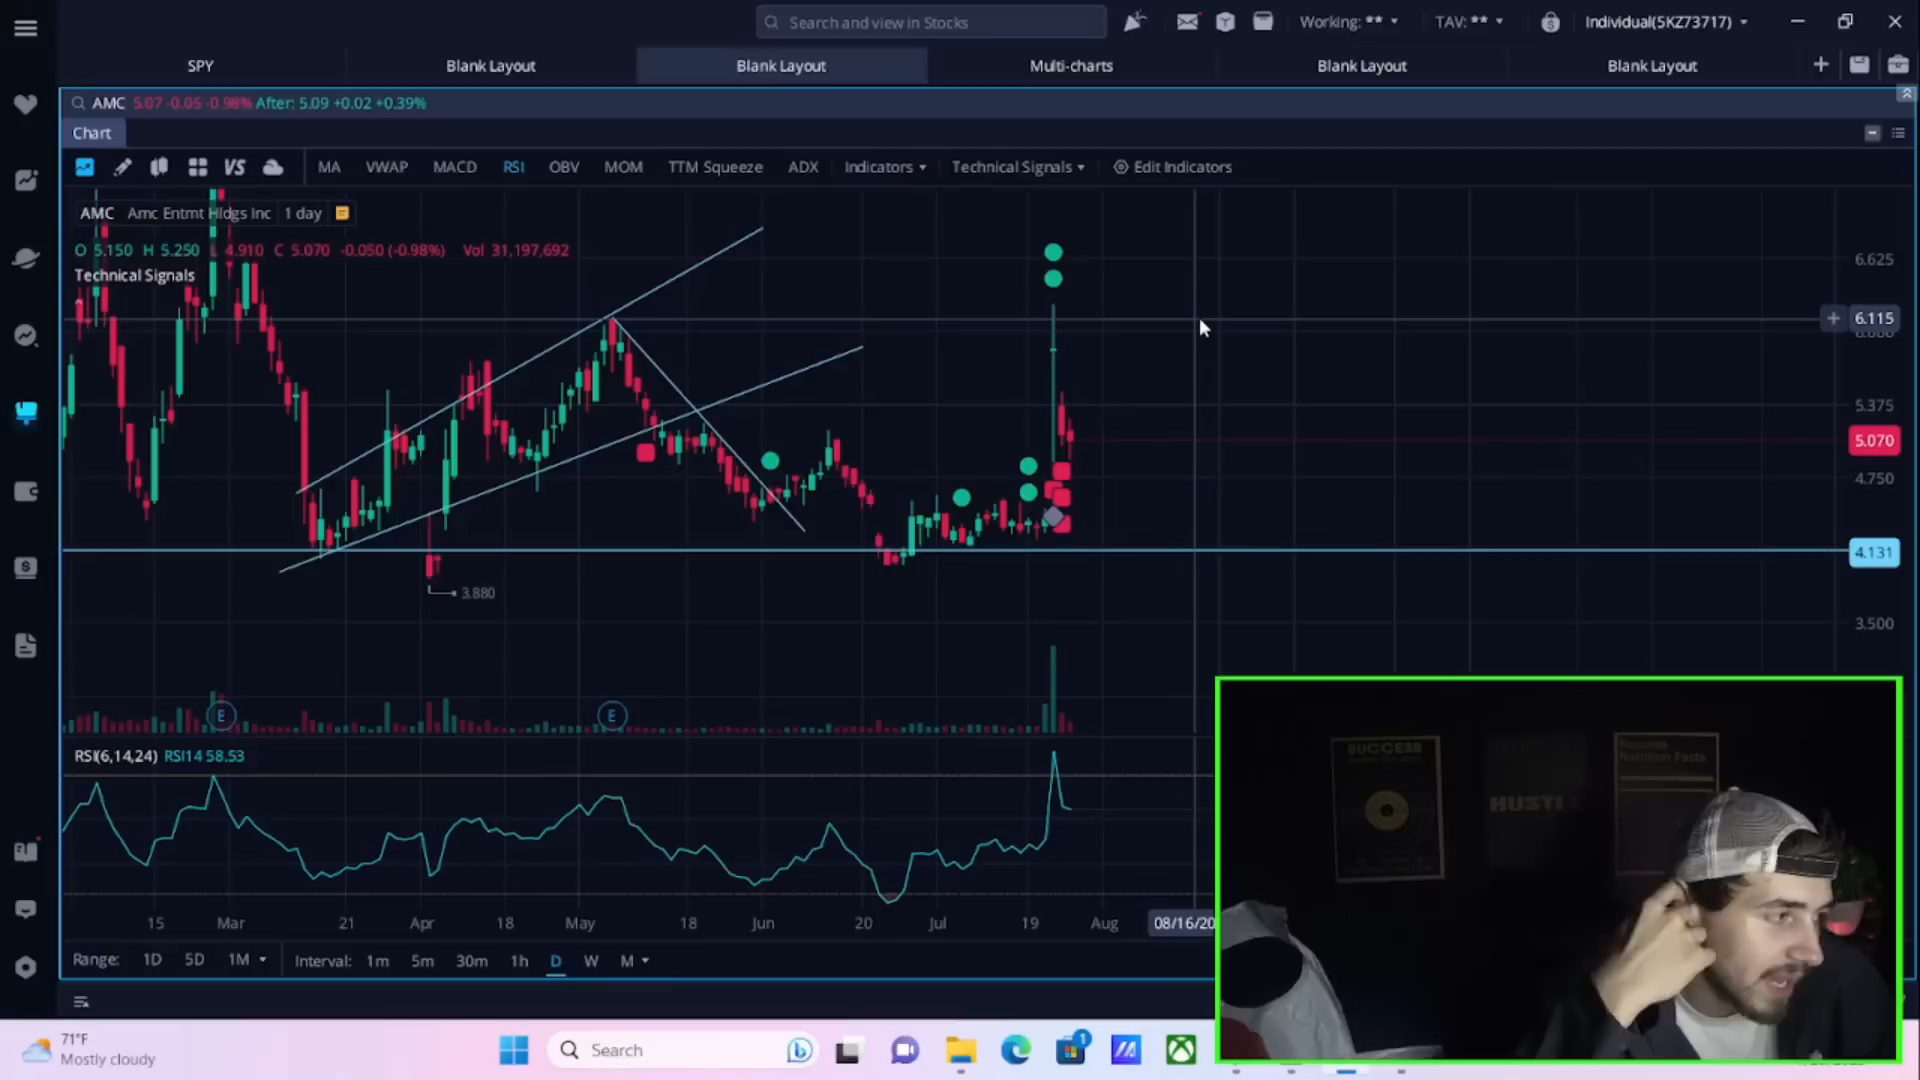 Search and view in Stocks
Working: **
TAV: **
Individual(5KZ73717)
SPY
Blank Layout
Blank Layout
Multi-charts
Blank Layout
Blank Layout
AMC 5.07 -0.05 -0.98% After: 5.09 +0.02 +0.39%
Chart
VS
MA
VWAP
MACD
RSI
OBV
MOM
TTM Squeeze
ADX
Indicators
Technical Signals
Edit Indicators
AMC Amc Entmt Hldgs Inc 1 day
O 5.150 H 5.250 L 4.910 C 5.070 -0.050 (-0.98%) Vol 31,197,692
Technical Signals
6.625
6.115
5.375
5.070
4.750
4.131
3.880
3.500
E
E
RSI(6,14,24) RSI14 58.53
15 Mar 21 Apr 18 May 18 Jun 20 Jul 19 Aug 08/16/20
Range: 1D 5D 1M
Interval: 1m 5m 30m 1h D W M
SUCCESS
HUSTL
Nutrition Facts
71°F
Mostly cloudy
Search
1